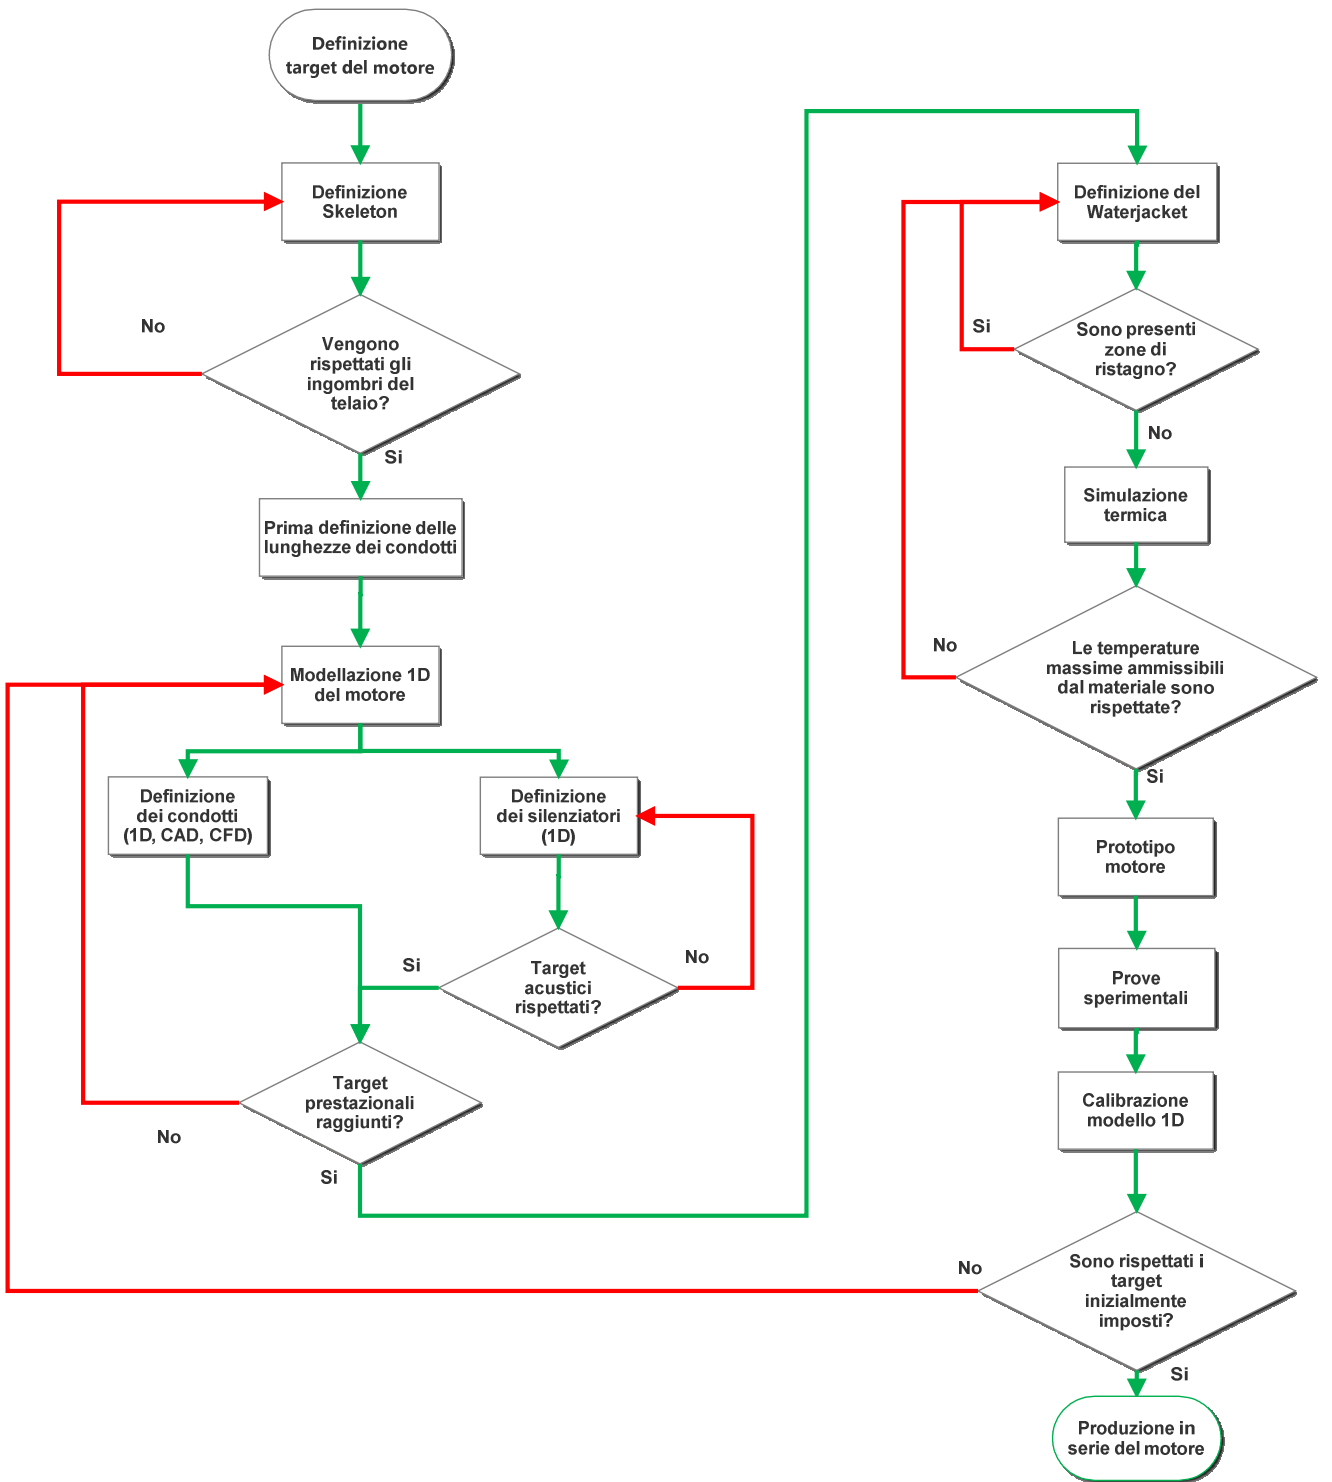 Definizione
target del motore
Definizione
Skeleton
No
Vengono
rispettati gli
ingombri del
telaio?
Si
Prima definizione delle
lunghezze dei condotti
Modellazione 1D
del motore
Definizione
dei condotti
(1D, CAD, CFD)
Definizione
dei silenziatori
(1D)
Si
No
Target
acustici
rispettati?
Target
prestazionali
raggiunti?
No
Si
Definizione del
Waterjacket
Si
Sono presenti
zone di
ristagno?
No
Simulazione
termica
No
Le temperature
massime ammissibili
dal materiale sono
rispettate?
Si
Prototipo
motore
Prove
sperimentali
Calibrazione
modello 1D
No
Sono rispettati i
target
inizialmente
imposti?
Si
Produzione in
serie del motore